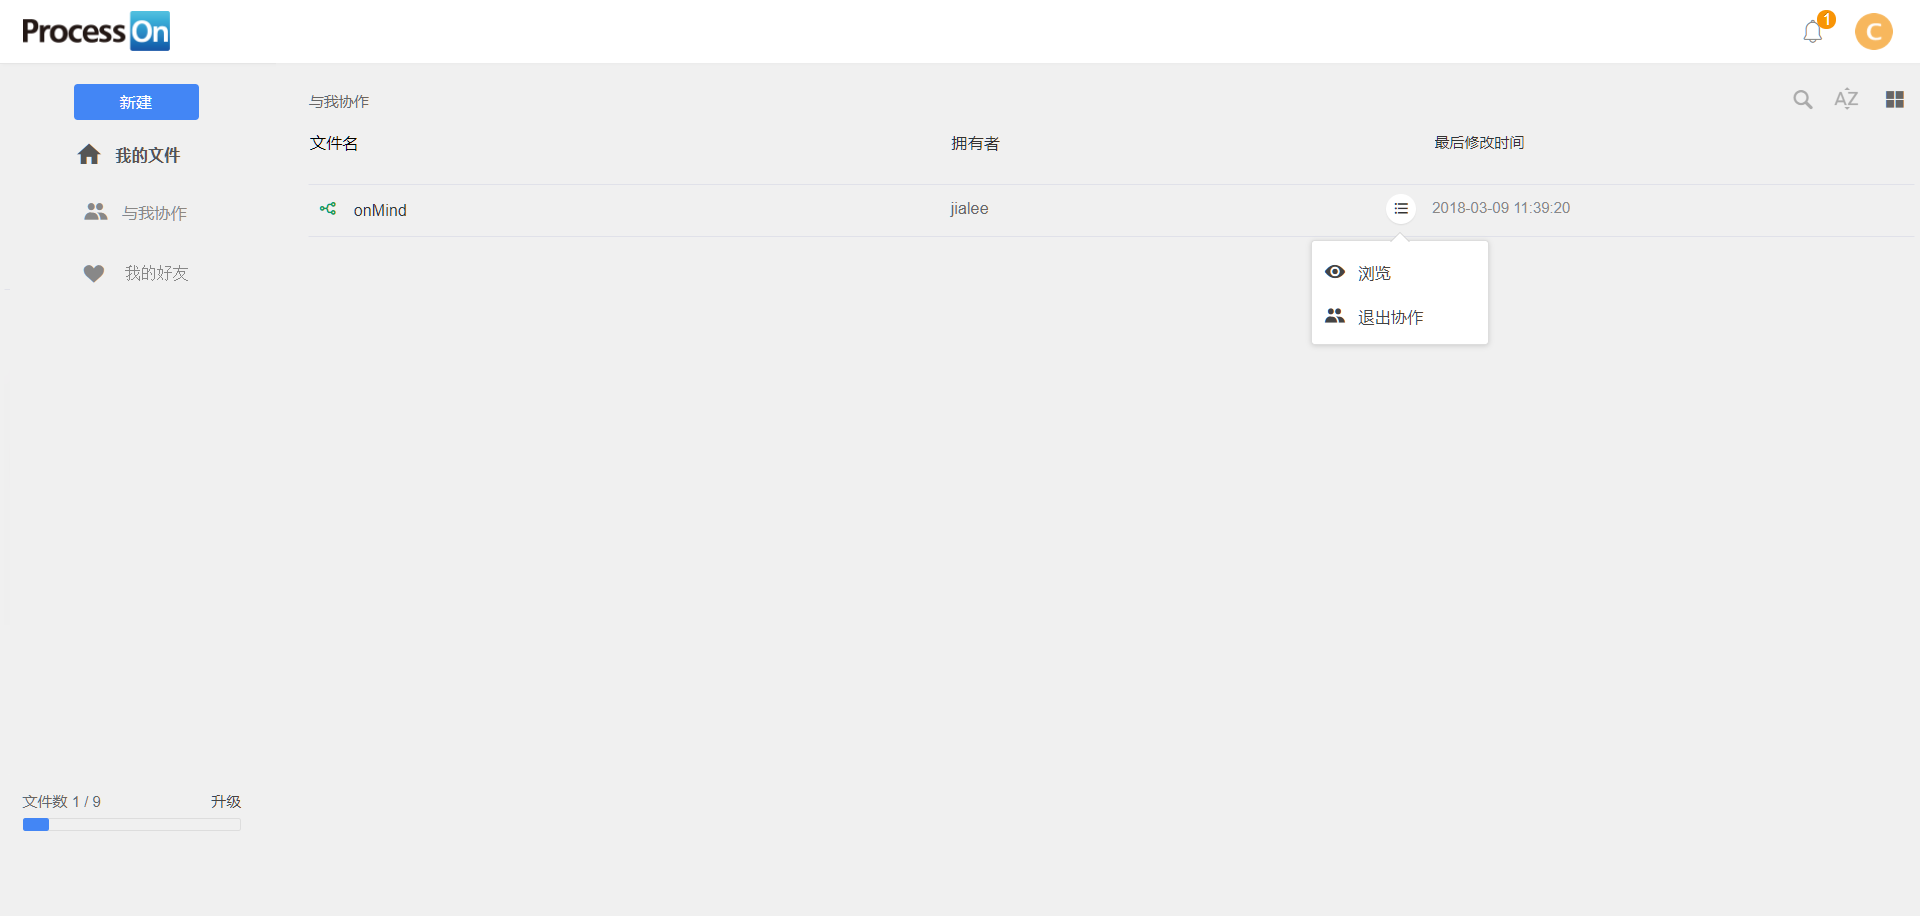 ProcessOn
1
C
新建
与我协作
AZ
我的文件
文件名
拥有者
最后修改时间
与我协作
onMind
jialee
2018-03-09 11:39:20
我的好友
浏览
退出协作
文件数 1 / 9
升级